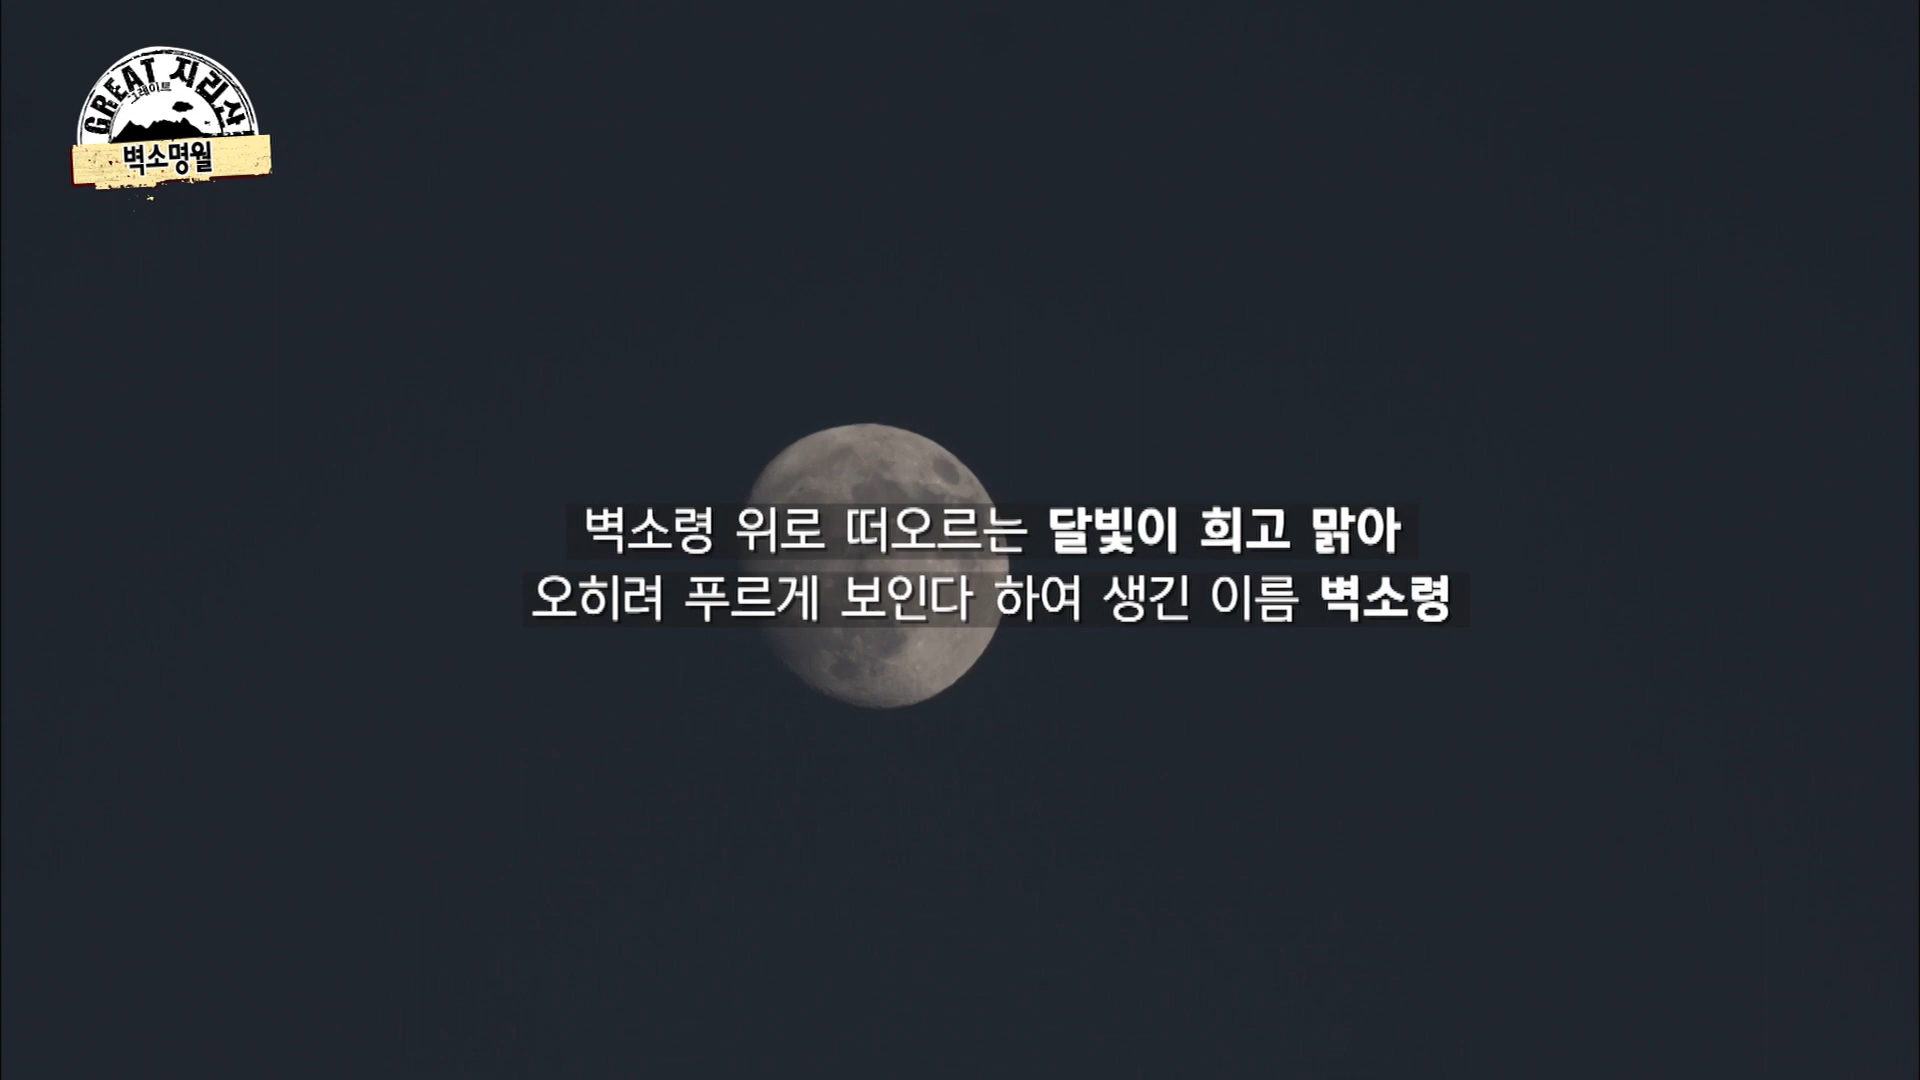 GREAT 지리산
그레이트
벽소명월
벽소령 위로 떠오르는 달빛이 희고 맑아
오히려 푸르게 보인다 하여 생긴 이름 벽소령